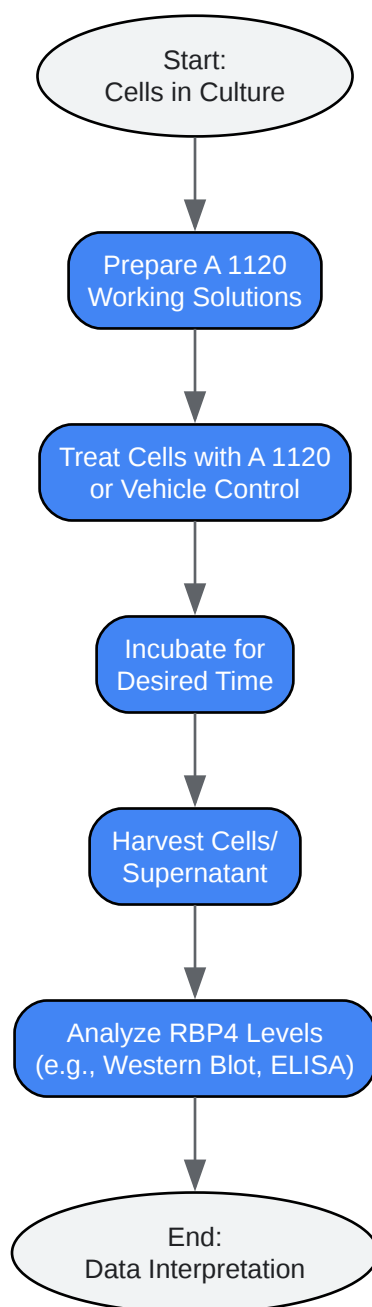 Start:
Cells in Culture
Prepare A 1120
Working Solutions
Treat Cells with A 1120
or Vehicle Control
Incubate for
Desired Time
Harvest Cells/
Supernatant
Analyze RBP4 Levels
(e.g., Western Blot, ELISA)
End:
Data Interpretation